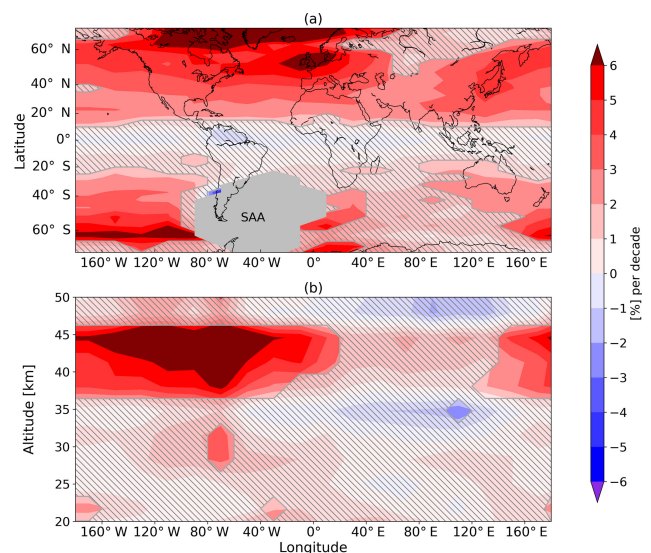 (a)
60° N
40° N
20° N
0°
20° S
40° S
60° S
Latitude
SAA
160° W 120° W 80° W 40° W 0° 40° E 80° E 120° E 160° E
(b)
50
45
40
35
30
25
20
Altitude [km]
160° W 120° W 80° W 40° W 0° 40° E 80° E 120° E 160° E
Longitude
6
5
4
3
2
1
0
−1
−2
−3
−4
−5
−6
[%] per decade